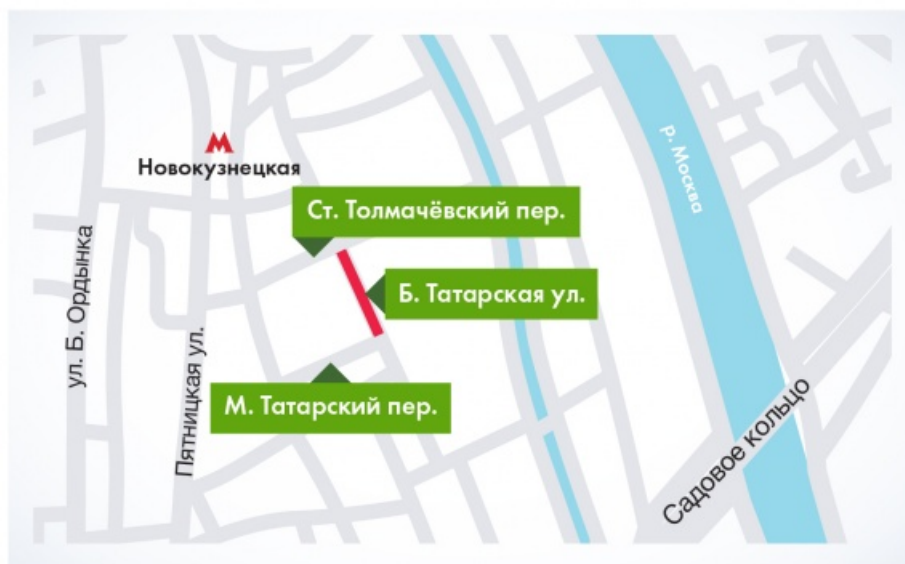 Новокузнецкая
р. Москва
Ст. Толмачёвский пер.
ул. Б. Ордынка
Б. Татарская ул.
Пятницкая ул.
М. Татарский пер.
Садовое кольцо